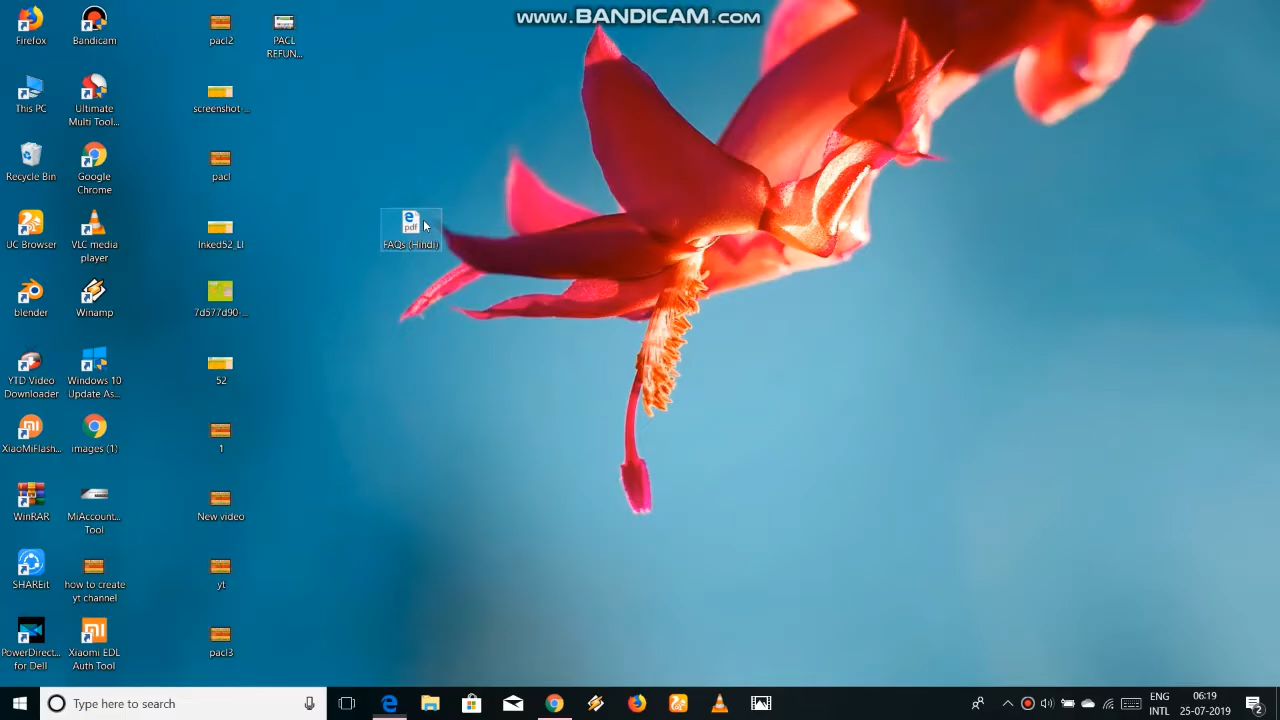 www.BANDICAM.com
Firefox
Bandicam
pacl2
PACL
REFUN...
This PC
Ultimate
Multi Tool...
screenshot-...
Recycle Bin
Google
Chrome
pacl
UC Browser
VLC media
player
Inked52_LI
pdf
FAQs (Hindi)
blender
Winamp
7d577d90-...
YTD Video
Downloader
Windows 10
Update As...
52
XiaoMiFlash...
images (1)
1
WinRAR
MiAccount...
Tool
New video
SHAREit
how to create
yt channel
yt
PowerDirect...
for Dell
Xiaomi EDL
Auth Tool
pacl3
Type here to search
ENG
INTL
06:19
25-07-2019
2